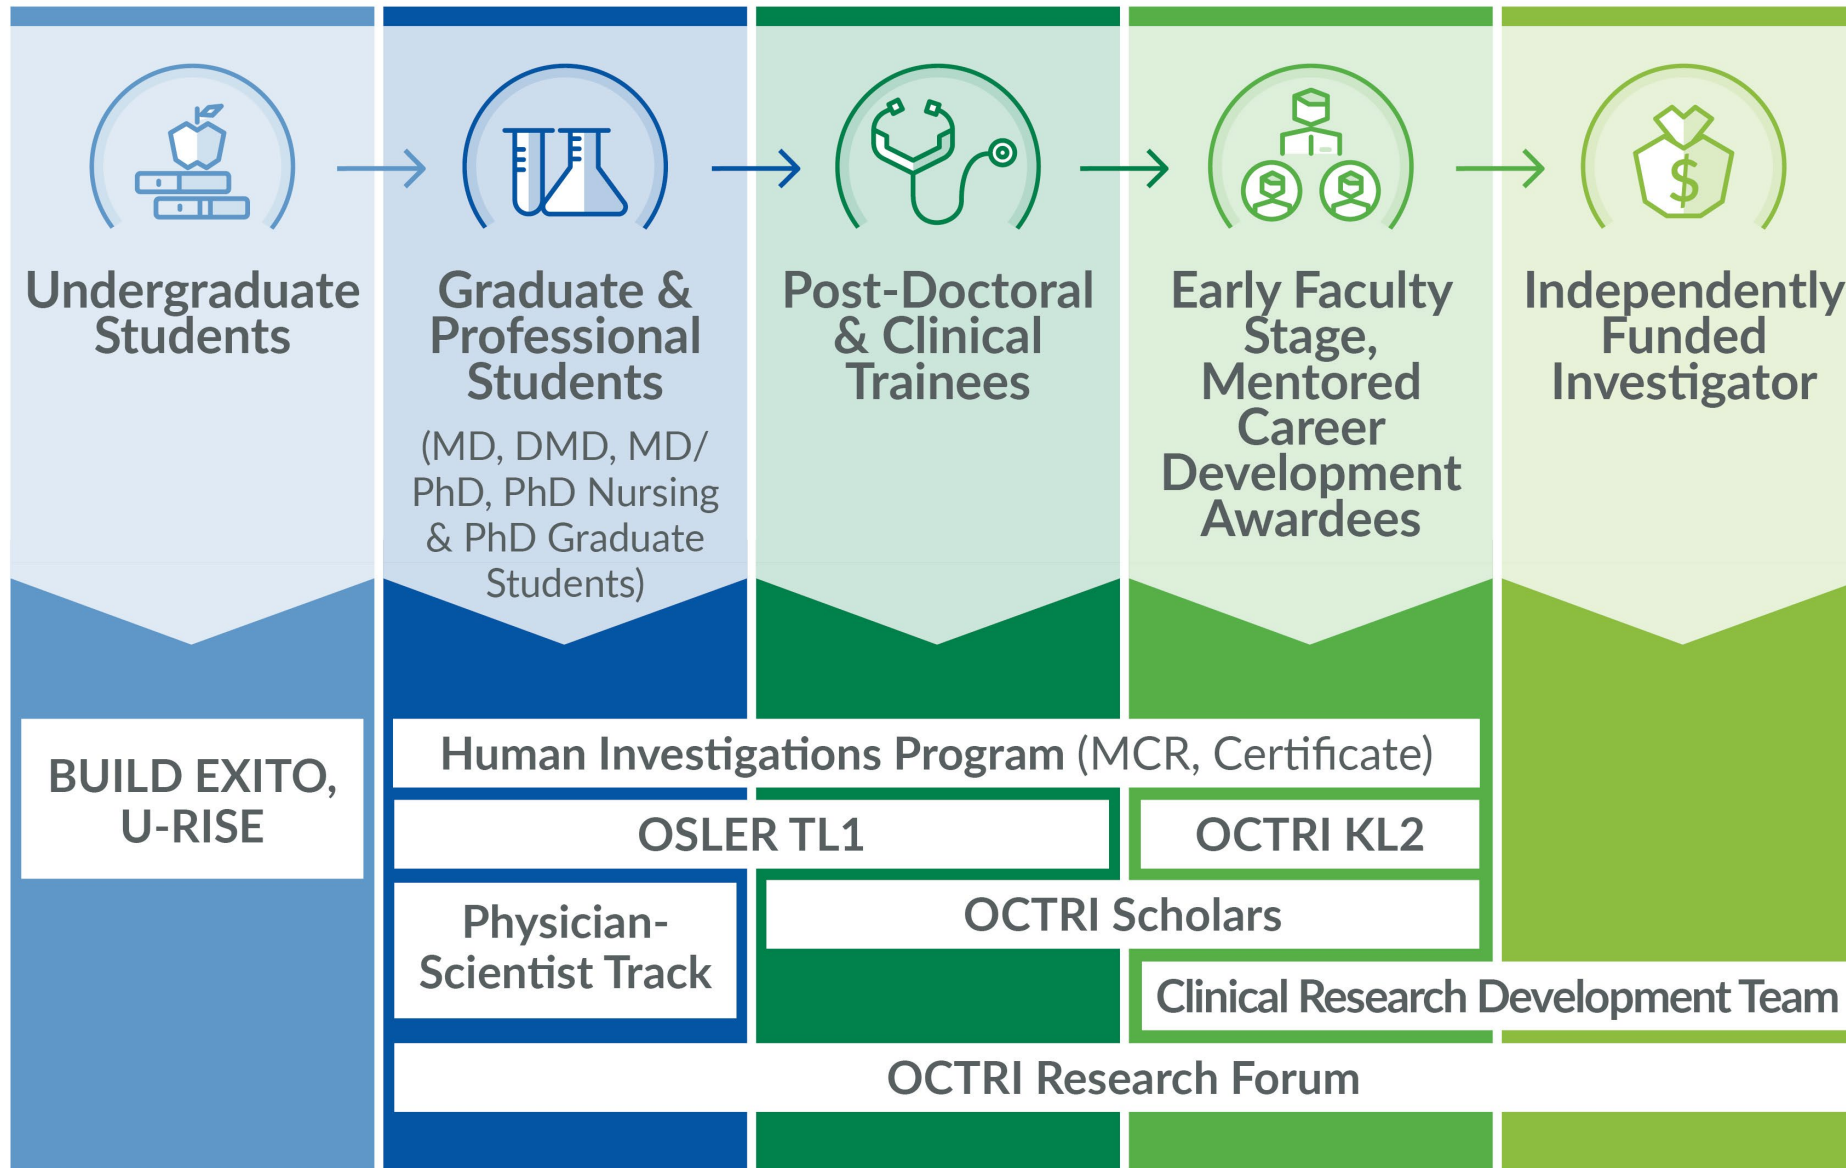 Undergraduate
Students
Graduate &
Professional
Students
(MD, DMD, MD/
PhD, PhD Nursing
& PhD Graduate
Students)
Post-Doctoral
& Clinical
Trainees
Early Faculty
Stage,
Mentored
Career
Development
Awardees
$
Independently
Funded
Investigator
BUILD EXITO,
U-RISE
Human Investigations Program (MCR, Certificate)
OSLER TL1
OCTRI KL2
Physician-
Scientist Track
OCTRI Scholars
Clinical Research Development Team
OCTRI Research Forum